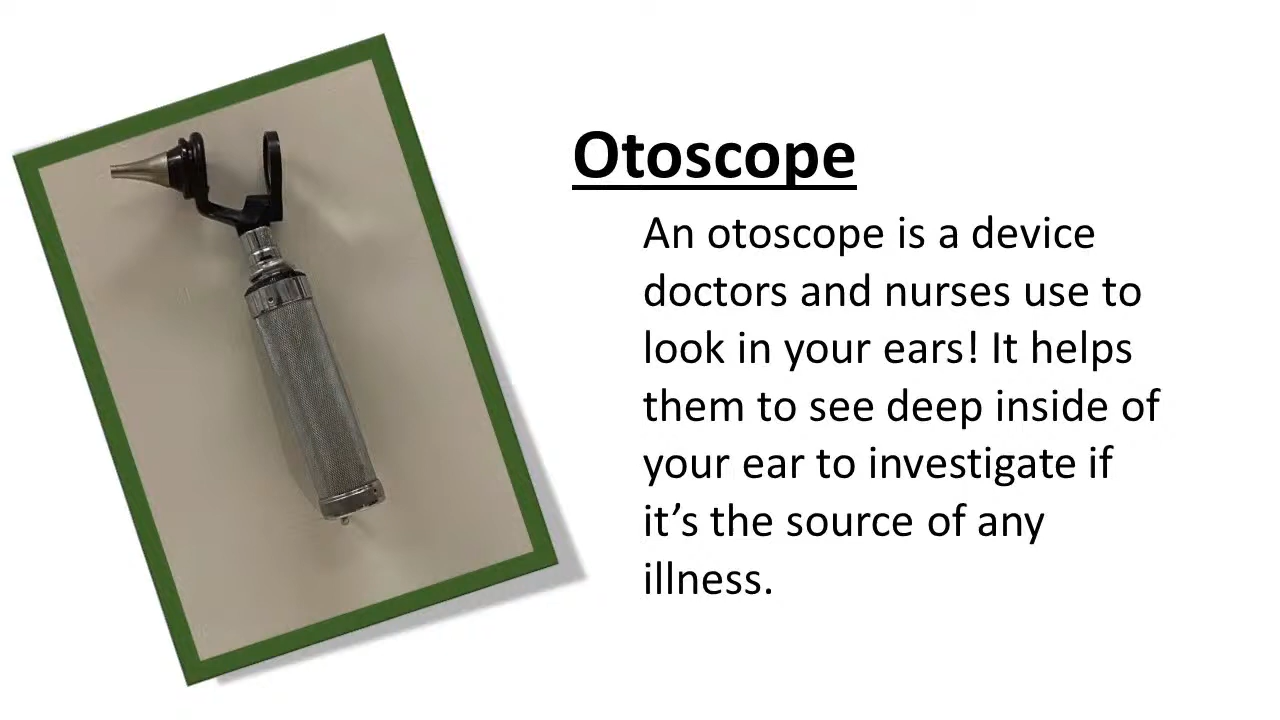 Otoscope
An otoscope is a device
doctors and nurses use to
look in your ears! It helps
them to see deep inside of
your ear to investigate if
it’s the source of any
illness.